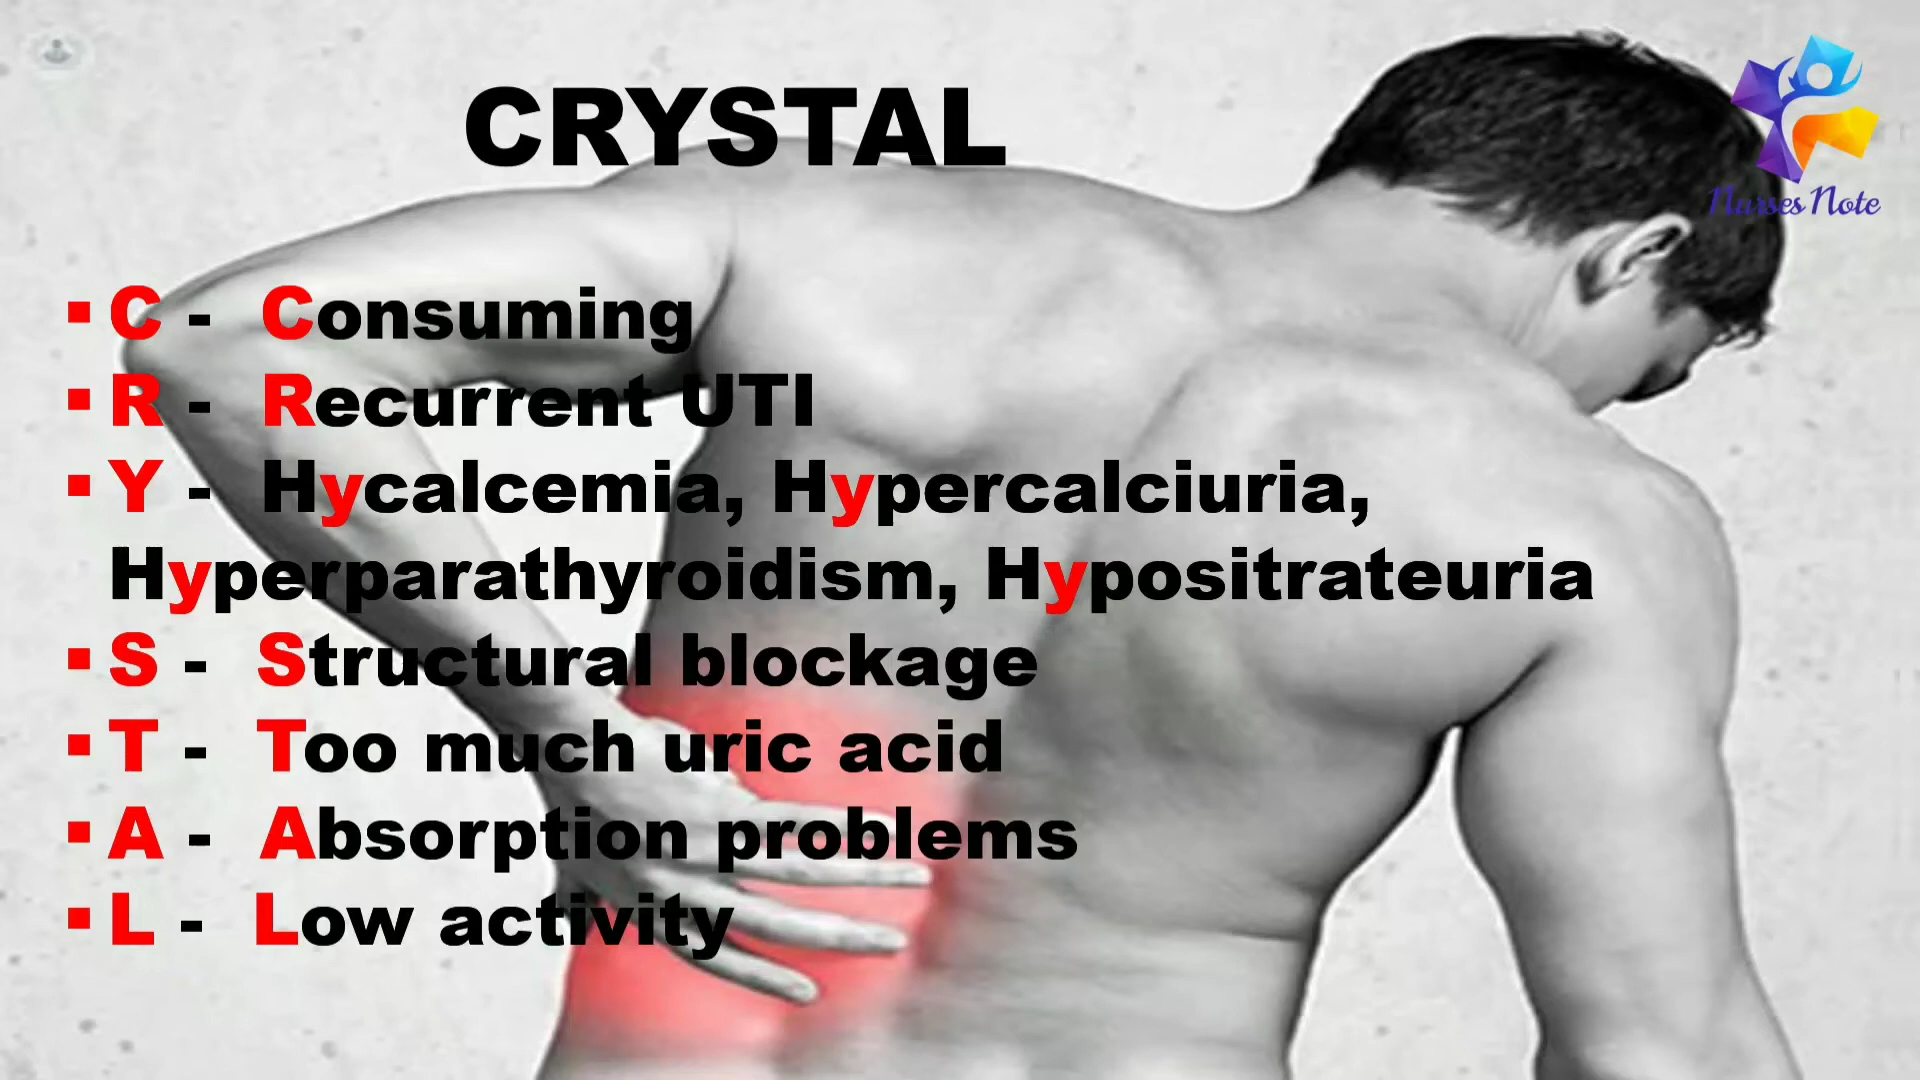 CRYSTAL
Nurses Note
▪ C - Consuming
▪ R - Recurrent UTI
▪ Y - Hycalcemia, Hypercalciuria,
Hyperparathyroidism, Hypositrateuria
▪ S - Structural blockage
▪ T - Too much uric acid
▪ A - Absorption problems
▪ L - Low activity